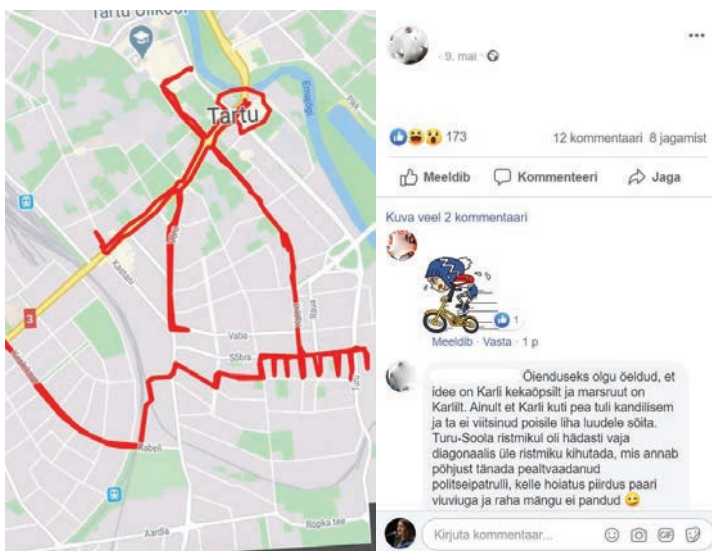 Tartu Ülikool
Emajõgi
Pikk
Tartu
Kastani
3
Raua
Vaba
Sõbra
Turu
Kabeli
Aardla
Ropka tee
· 9. mai ·
173
12 kommentaari 8 jagamist
Meeldib
Kommenteeri
Jaga
Kuva veel 2 kommentaari
1
Meeldib · Vasta · 1 p
Õienduseks olgu öeldud, et
idee on Karli kekaõpsilt ja marsruut on
Karlilt. Ainult et Karli kuti pea tuli kandilisem
ja ta ei viitsinud poisile liha luudele sõita.
Turu-Soola ristmikul oli hädasti vaja
diagonaalis üle ristmiku kihutada, mis annab
põhjust tänada pealtvaadanud
politseipatrulli, kelle hoiatus piirdus paari
viuviuga ja raha mängu ei pandud 😉
Kirjuta kommentaar...
GIF